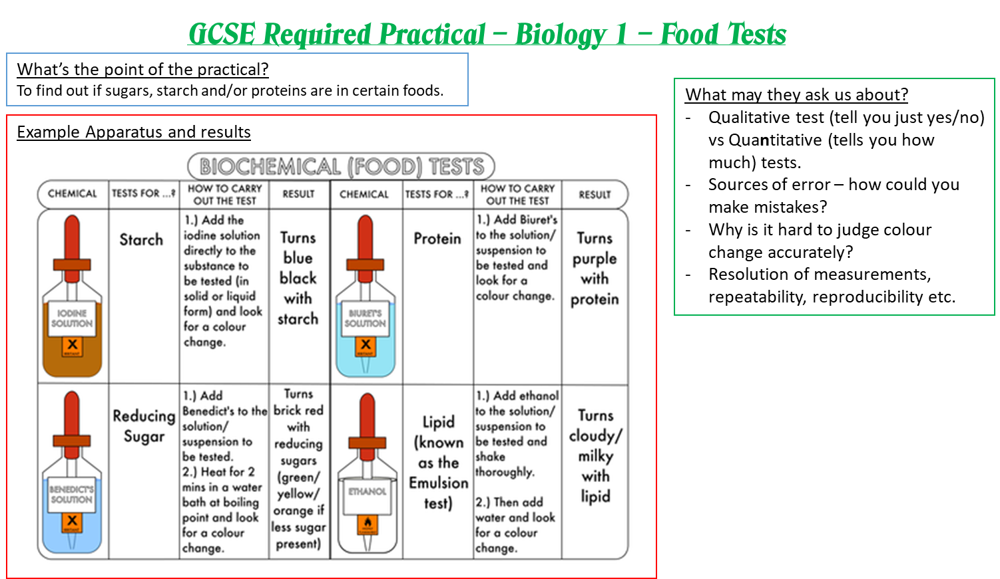 GCSE Required Practical – Biology 1 – Food Tests
What's the point of the practical?
To find out if sugars, starch and/or proteins are in certain foods.
What may they ask us about?
- Qualitative test (tell you just yes/no)
vs Quantitative (tells you how
much) tests.
- Sources of error – how could you
make mistakes?
- Why is it hard to judge colour
change accurately?
- Resolution of measurements,
repeatability, reproducibility etc.
Example Apparatus and results
BIOCHEMICAL (FOOD) TESTS
CHEMICAL
TESTS FOR ...?
HOW TO CARRY
OUT THE TEST
RESULT
CHEMICAL
TESTS FOR ...?
HOW TO CARRY
OUT THE TEST
RESULT
IODINE
SOLUTION
X
Starch
1.) Add the
iodine solution
directly to the
substance to
be tested (in
solid or liquid
form) and look
for a colour
change.
Turns
blue
black
with
starch
BIURET'S
SOLUTION
X
Protein
1.) Add Biuret's
to the solution/
suspension to
be tested and
look for a
colour change.
Turns
purple
with
protein
BENEDICT'S
SOLUTION
X
Reducing
Sugar
1.) Add
Benedict's to the
solution/
suspension to
be tested.
2.) Heat for 2
mins in a water
bath at boiling
point and look
for a colour
change.
Turns
brick red
with
reducing
sugars
(green/
yellow/
orange if
less sugar
present)
ETHANOL
Lipid
(known
as the
Emulsion
test)
1.) Add ethanol
to the solution/
suspension to
be tested and
shake
thoroughly.
2.) Then add
water and look
for a colour
change.
Turns
cloudy/
milky
with
lipid